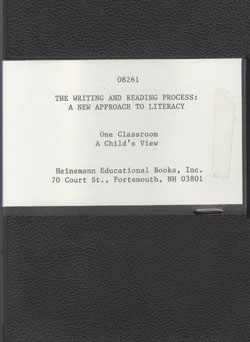 08261
THE WRITING AND READING PROCESS:
A NEW APPROACH TO LITERACY
One Classroom
A Child's View
Heinemann Educational Books, Inc.
70 Court St., Portsmouth, NH 03801